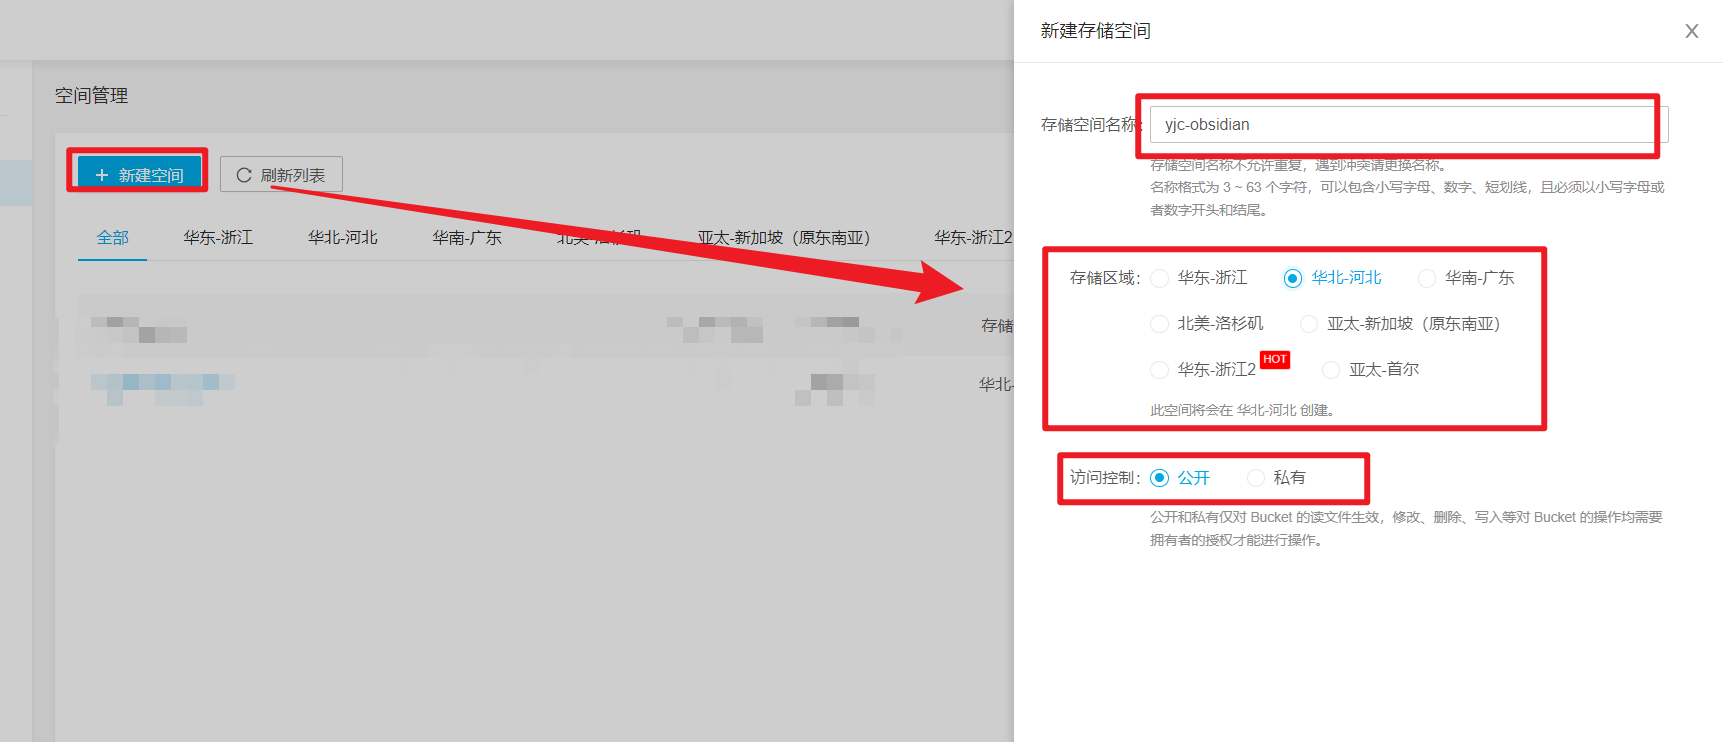 新建存储空间
空间管理
存储空间名称:
yjc-obsidian
存储空间名称不允许重复，遇到冲突请更换名称。
名称格式为 3 ~ 63 个字符，可以包含小写字母、数字、短划线，且必须以小写字母或
者数字开头和结尾。
+ 新建空间
刷新列表
全部
华东-浙江
华北-河北
华南-广东
北美-洛杉矶
亚太-新加坡（原东南亚）
华东-浙江2
存储
华北-
存储区域:
华东-浙江
华北-河北
华南-广东
北美-洛杉矶
亚太-新加坡（原东南亚）
华东-浙江2
HOT
亚太-首尔
此空间将会在 华北-河北 创建。
访问控制:
公开
私有
公开和私有仅对 Bucket 的读文件生效，修改、删除、写入等对 Bucket 的操作均需要
拥有者的授权才能进行操作。